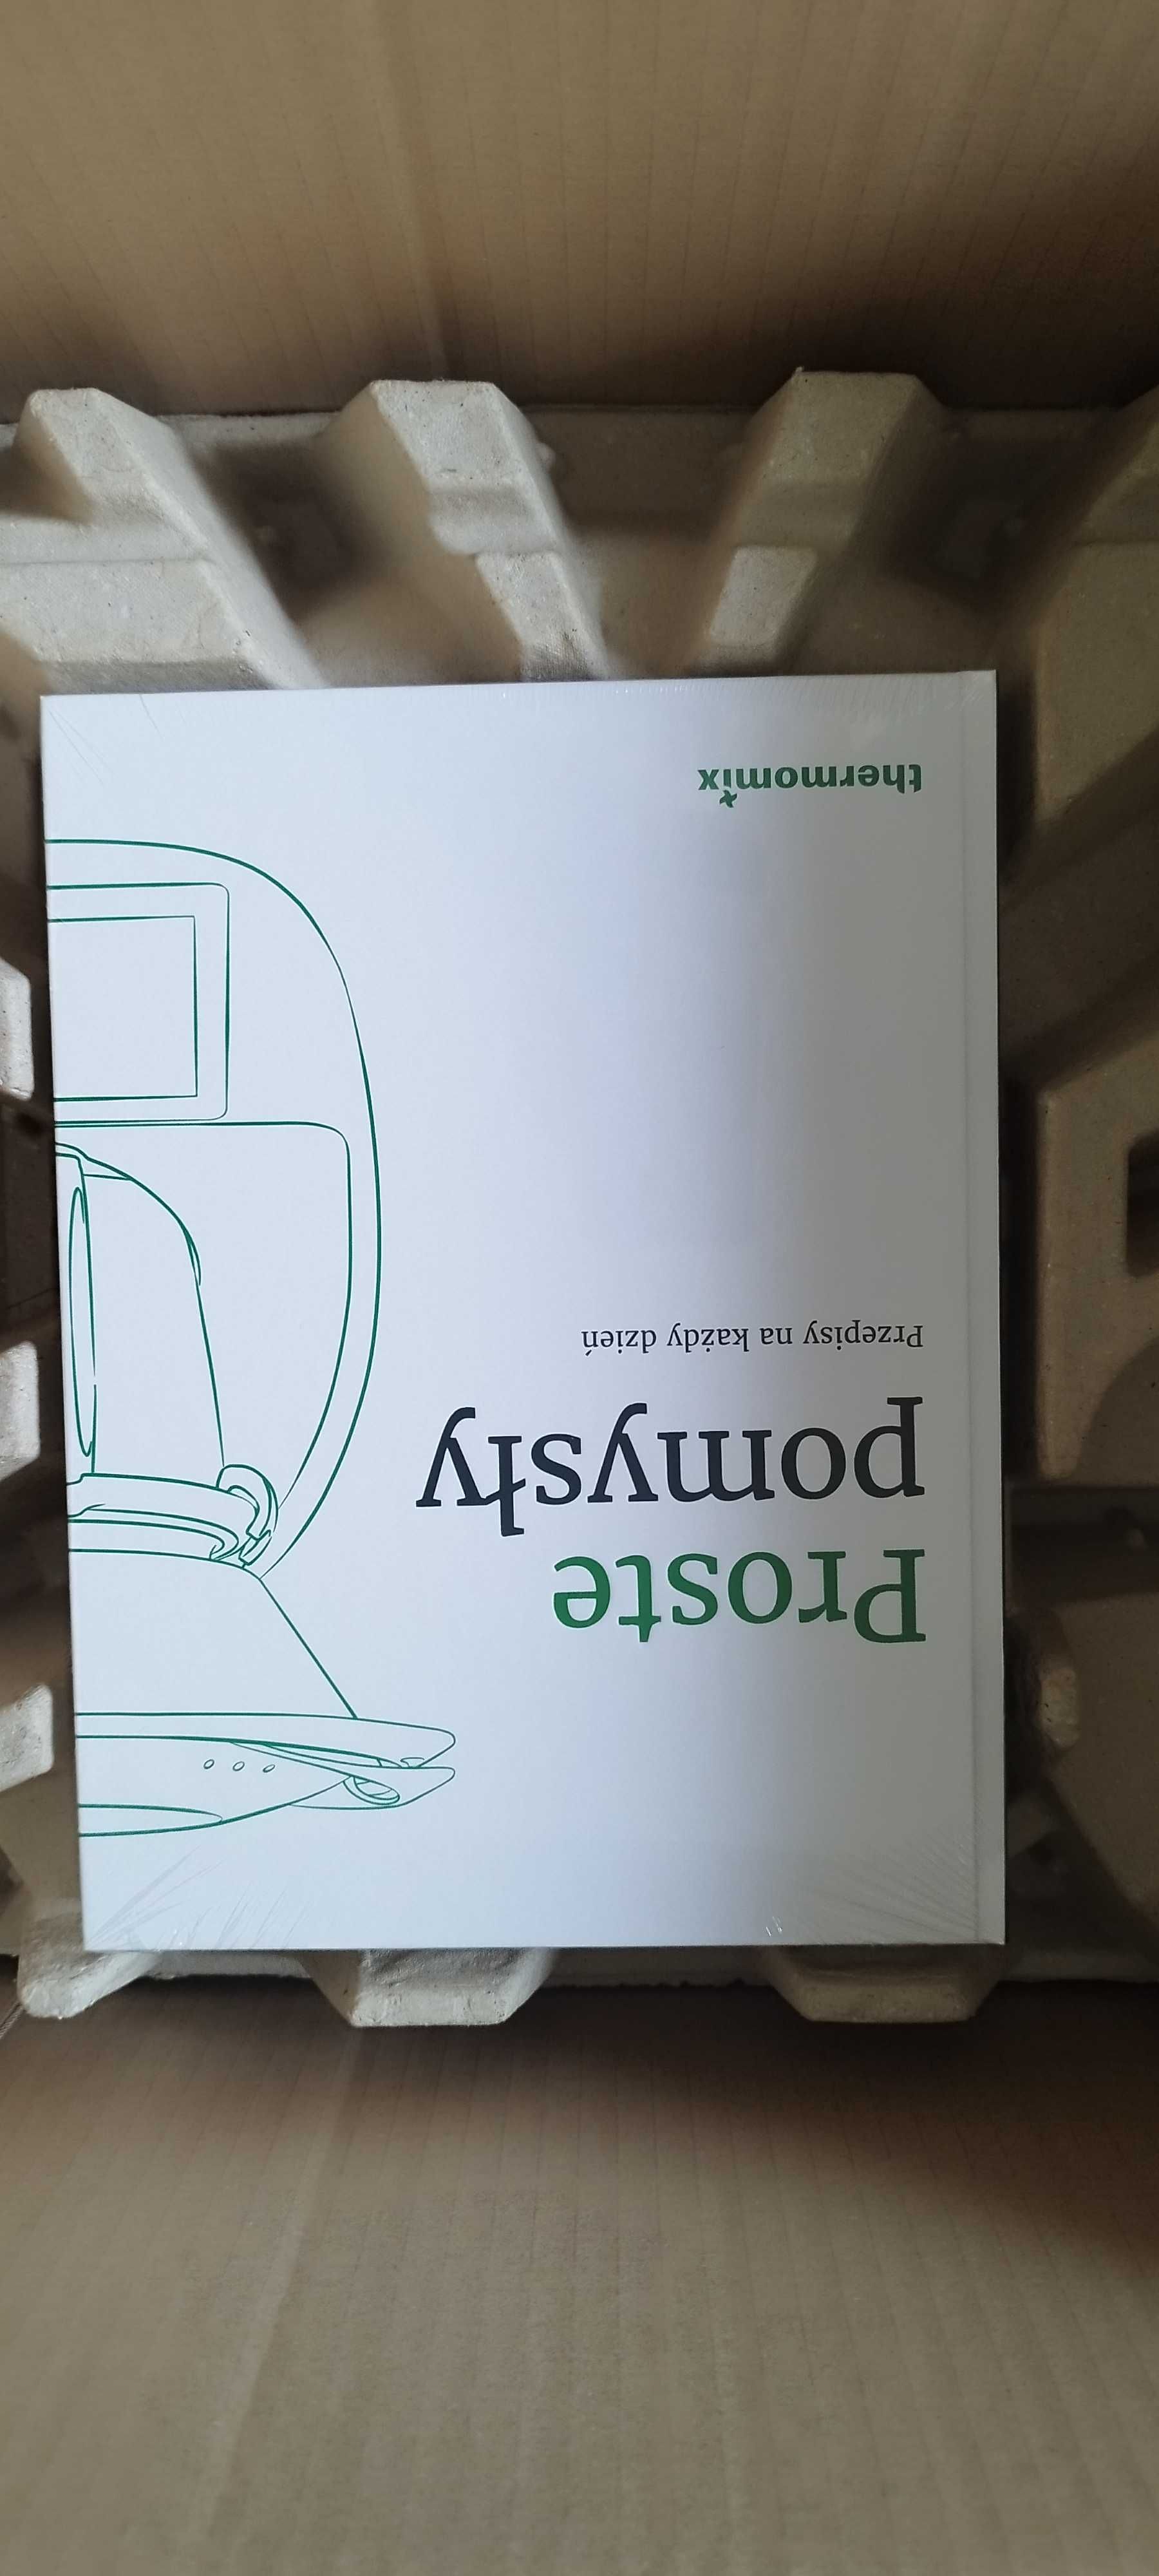 Proste
pomysły
Przepisy na każdy dzień
thermomix